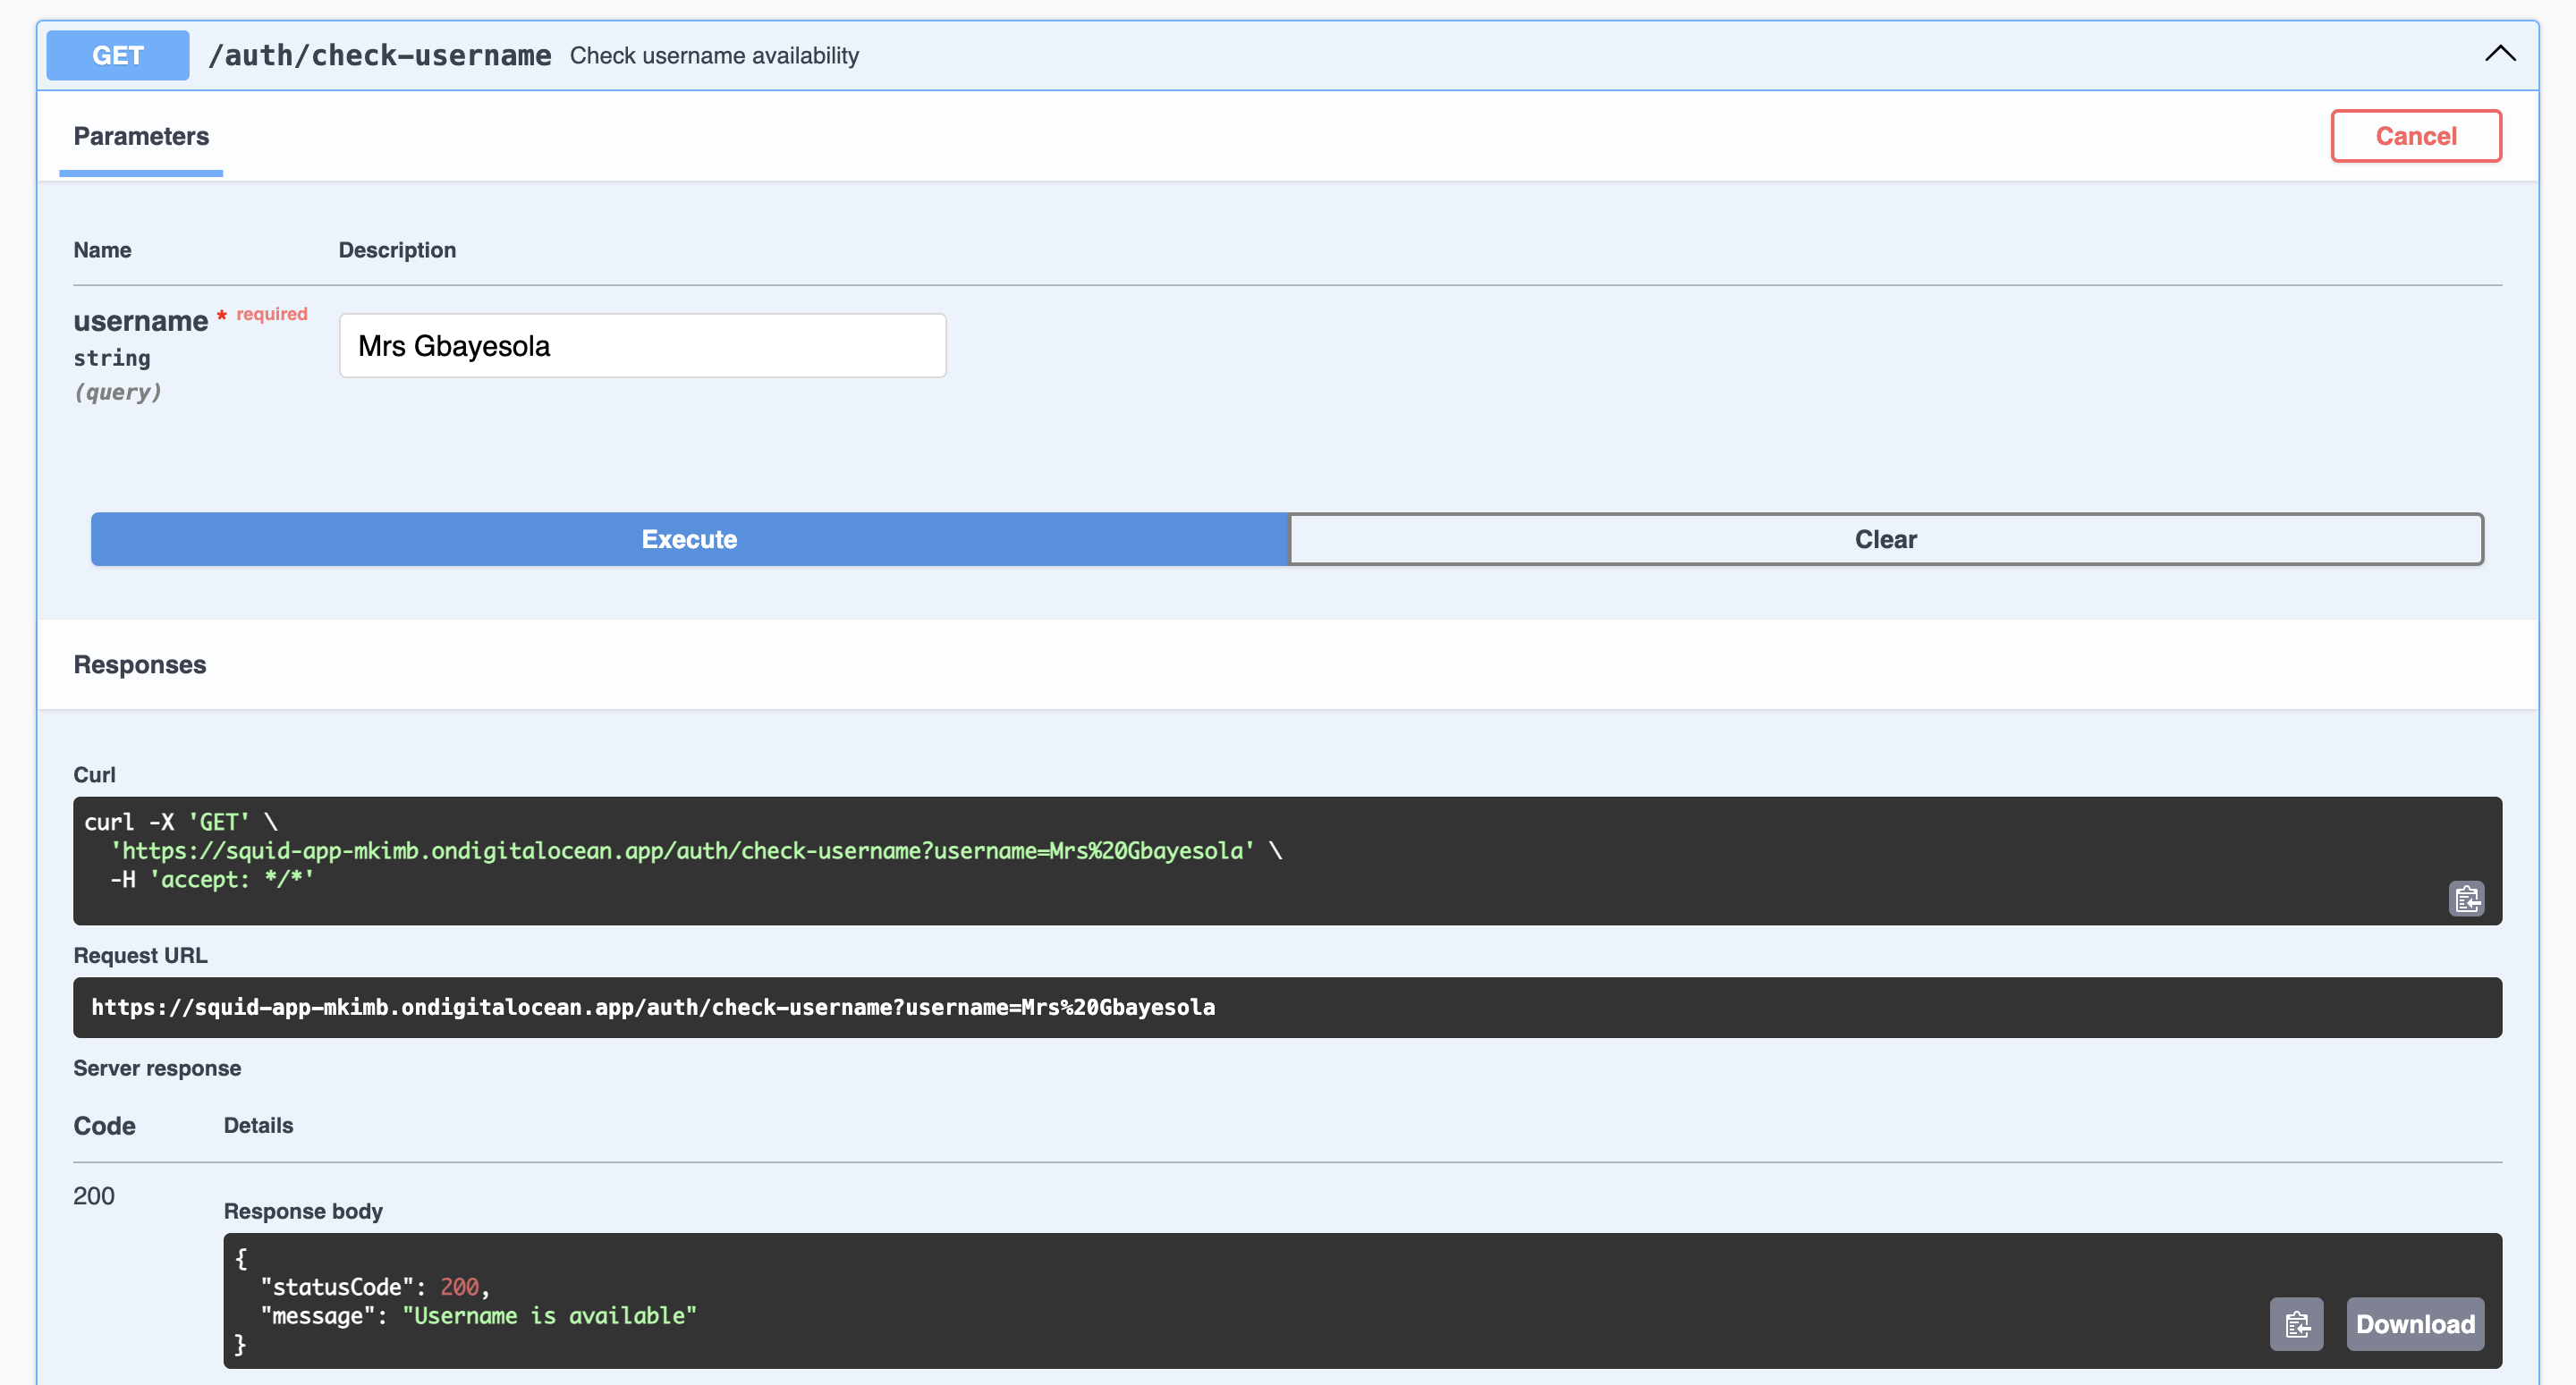 GET /auth/check-username Check username availability
Parameters
Cancel
Name Description
username * required
string
(query)
Mrs Gbayesola
Execute Clear
Responses
Curl
curl -X 'GET' \
  'https://squid-app-mkimb.ondigitalocean.app/auth/check-username?username=Mrs%20Gbayesola' \
  -H 'accept: */*'
Request URL
https://squid-app-mkimb.ondigitalocean.app/auth/check-username?username=Mrs%20Gbayesola
Server response
Code Details
200
Response body
{
  "statusCode": 200,
  "message": "Username is available"
}
Download